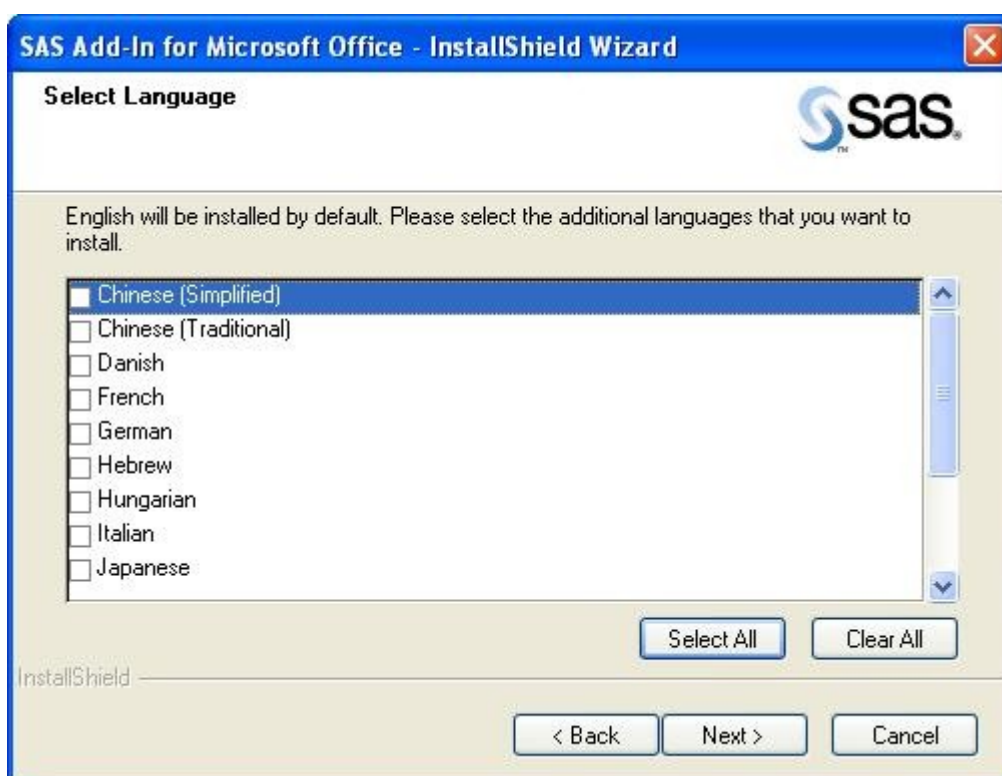 SAS Add-In for Microsoft Office - InstallShield Wizard
Select Language
sas
TM
®
English will be installed by default. Please select the additional languages that you want to
install.
Chinese (Simplified)
Chinese (Traditional)
Danish
French
German
Hebrew
Hungarian
Italian
Japanese
Select All
Clear All
InstallShield
< Back
Next >
Cancel